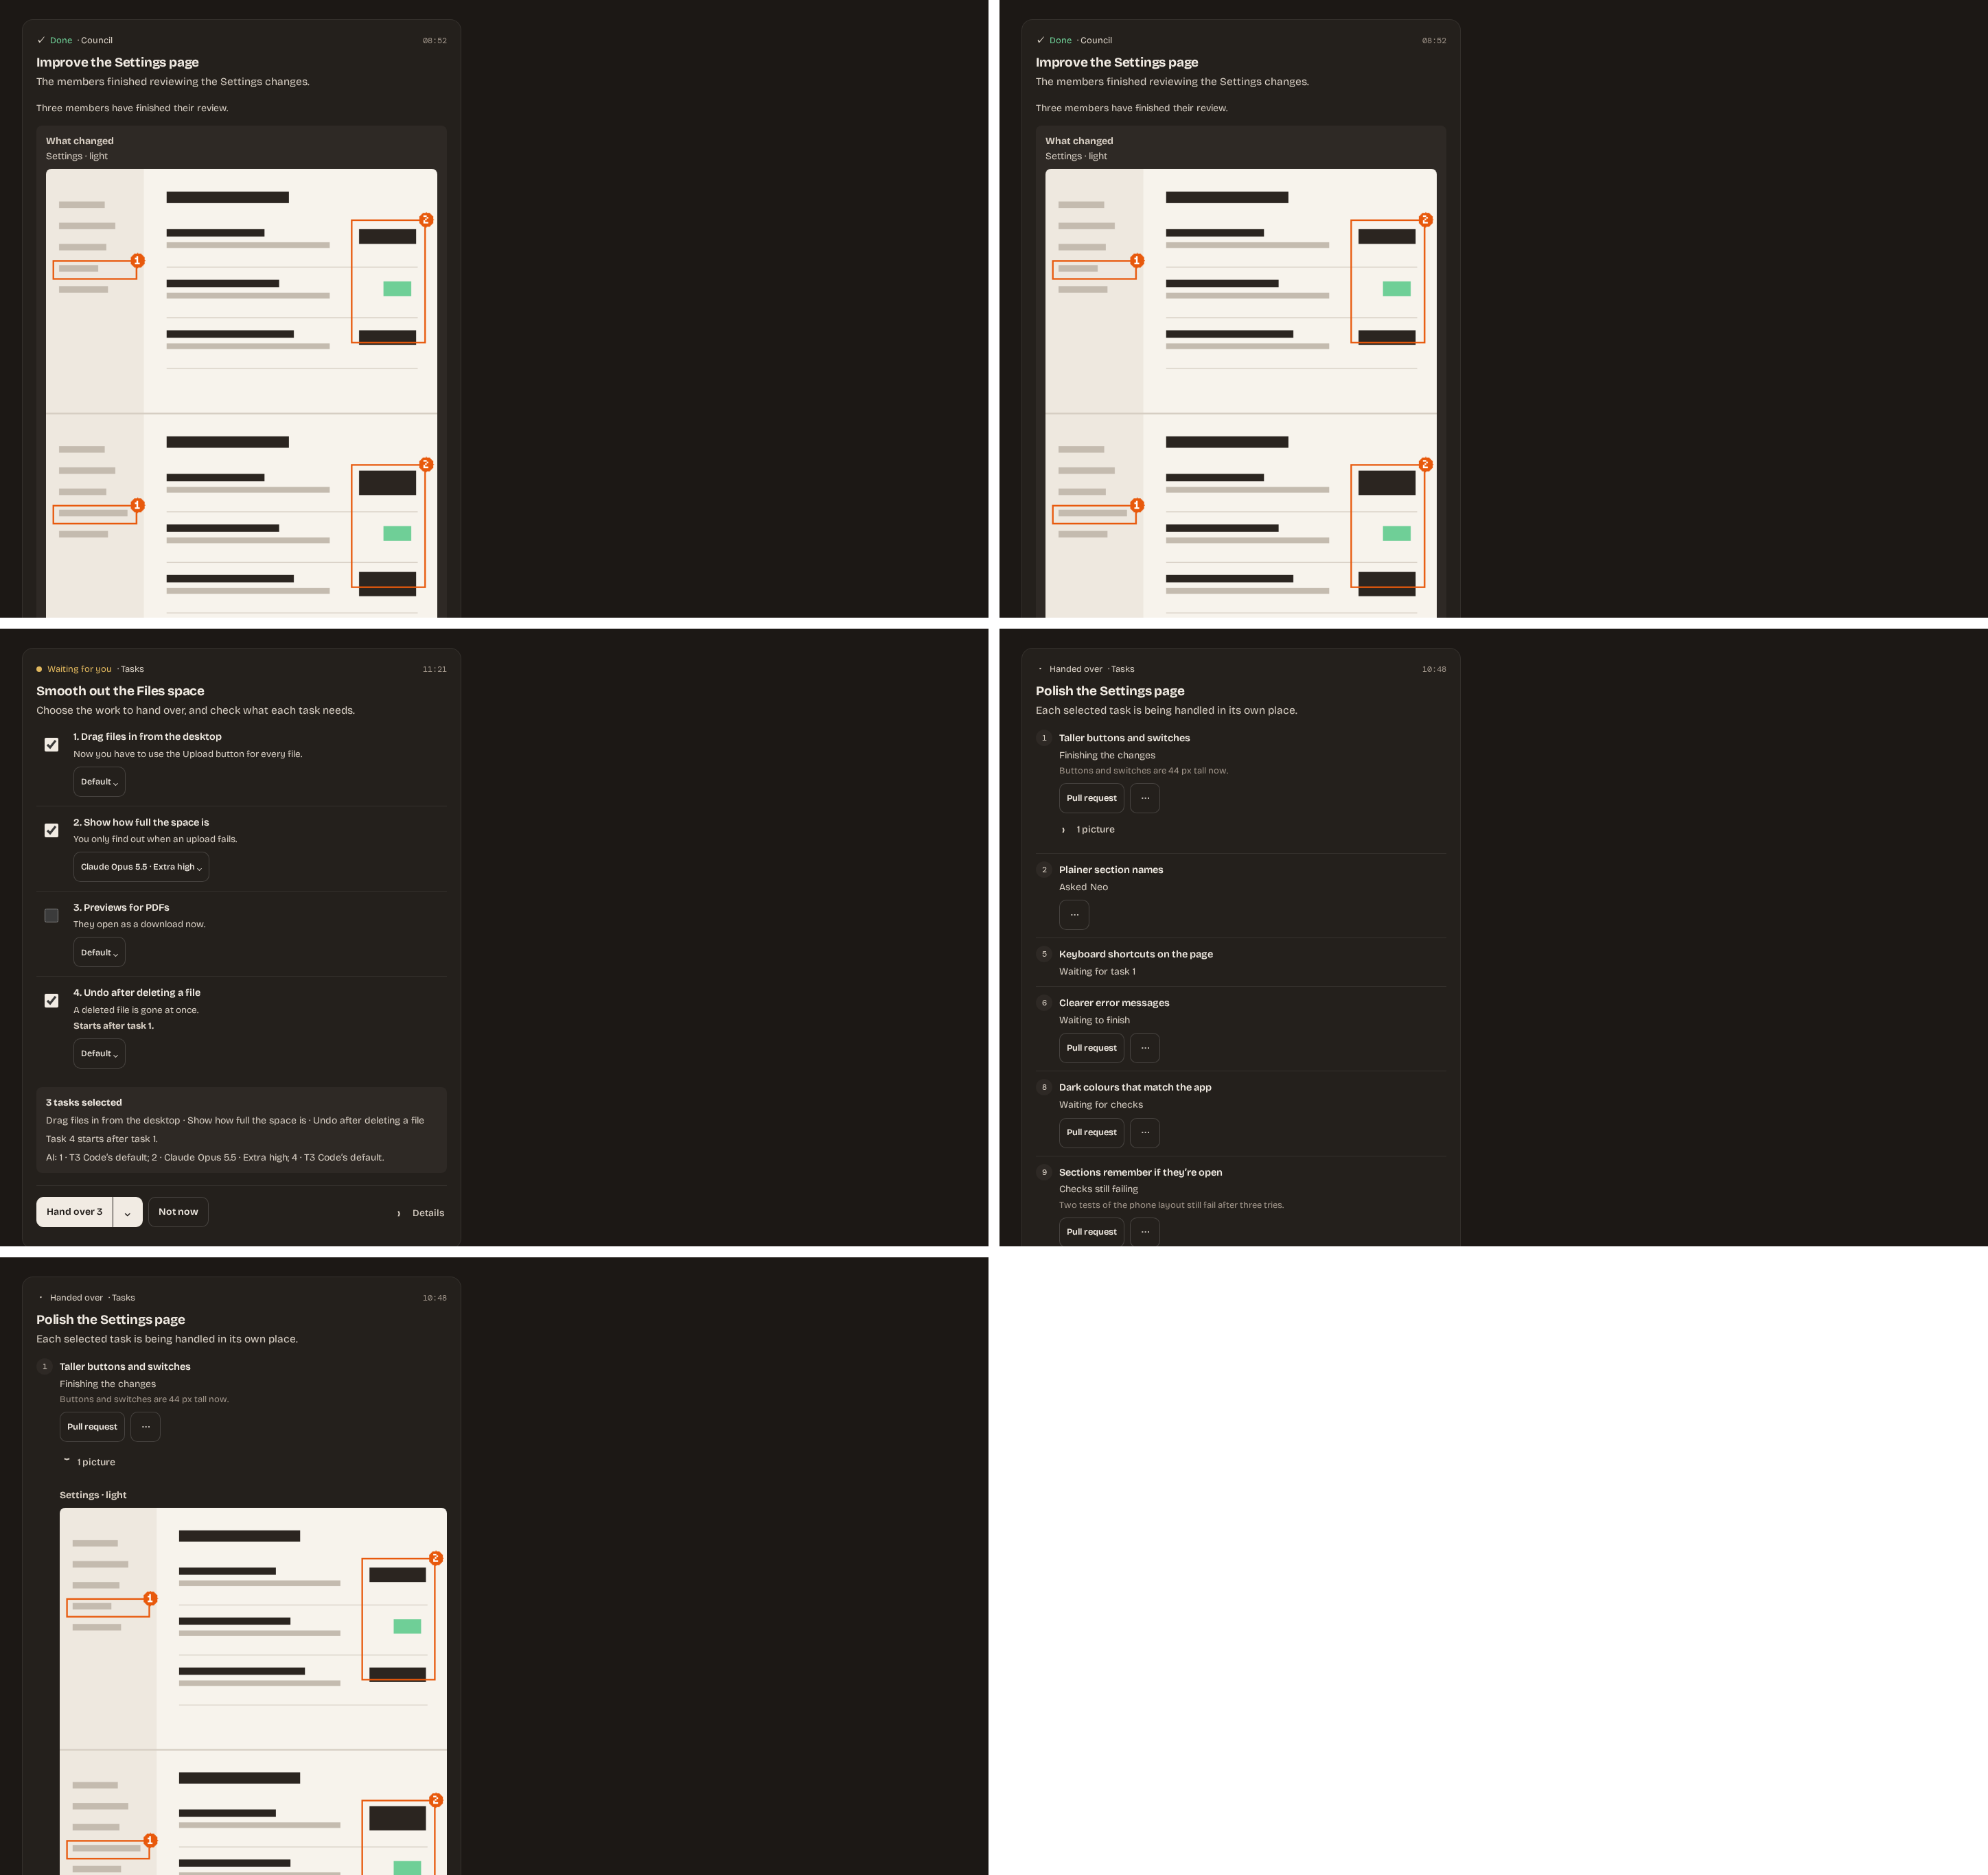 ✓ Done · Council 08:52
Improve the Settings page
The members finished reviewing the Settings changes.
Three members have finished their review.
What changed
Settings · light
2
1
2
1
✓ Done · Council 08:52
Improve the Settings page
The members finished reviewing the Settings changes.
Three members have finished their review.
What changed
Settings · light
2
1
2
1
Waiting for you · Tasks 11:21
Smooth out the Files space
Choose the work to hand over, and check what each task needs.
1. Drag files in from the desktop
Now you have to use the Upload button for every file.
Default
2. Show how full the space is
You only find out when an upload fails.
Claude Opus 5.5 · Extra high
3. Previews for PDFs
They open as a download now.
Default
4. Undo after deleting a file
A deleted file is gone at once.
Starts after task 1.
Default
3 tasks selected
Drag files in from the desktop · Show how full the space is · Undo after deleting a file
Task 4 starts after task 1.
AI: 1 · T3 Code's default; 2 · Claude Opus 5.5 · Extra high; 4 · T3 Code's default.
Hand over 3 Not now Details
· Handed over · Tasks 10:48
Polish the Settings page
Each selected task is being handled in its own place.
1 Taller buttons and switches
Finishing the changes
Buttons and switches are 44 px tall now.
Pull request ···
1 picture
2 Plainer section names
Asked Neo
···
5 Keyboard shortcuts on the page
Waiting for task 1
6 Clearer error messages
Waiting to finish
Pull request ···
8 Dark colours that match the app
Waiting for checks
Pull request ···
9 Sections remember if they're open
Checks still failing
Two tests of the phone layout still fail after three tries.
Pull request ···
· Handed over · Tasks 10:48
Polish the Settings page
Each selected task is being handled in its own place.
1 Taller buttons and switches
Finishing the changes
Buttons and switches are 44 px tall now.
Pull request ···
1 picture
Settings · light
2
1
2
1